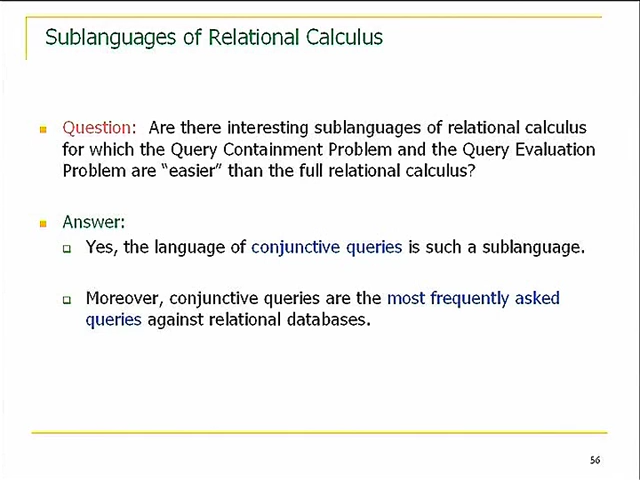 Sublanguages of Relational Calculus
Question: Are there interesting sublanguages of relational calculus
for which the Query Containment Problem and the Query Evaluation
Problem are “easier” than the full relational calculus?
Answer:
Yes, the language of conjunctive queries is such a sublanguage.
Moreover, conjunctive queries are the most frequently asked
queries against relational databases.
56